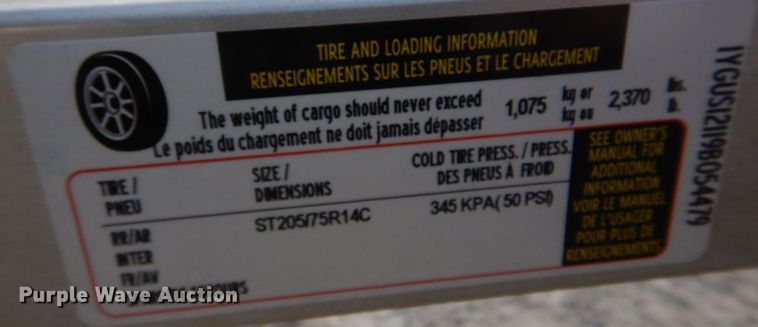 TIRE AND LOADING INFORMATION
RENSEIGNEMENTS SUR LES PNEUS ET LE CHARGEMENT
The weight of cargo should never exceed
Le poids du chargement ne doit jamais dépasser
1,075 kg or 2,370 lbs.
kg ou lb.
TIRE / SIZE / COLD TIRE PRESS. / PRESS.
PNEU DIMENSIONS DES PNEUS À FROID
ST205/75R14C 345 KPA( 50 PSI)
RR/AR
INTER
FR/AV
SEE OWNER'S
MANUAL FOR
ADDITIONAL
INFORMATION
VOIR LE MANUEL
DE L'USAGER
POUR PLUS DE
RENSEIGNEMENTS
Purple Wave Auction